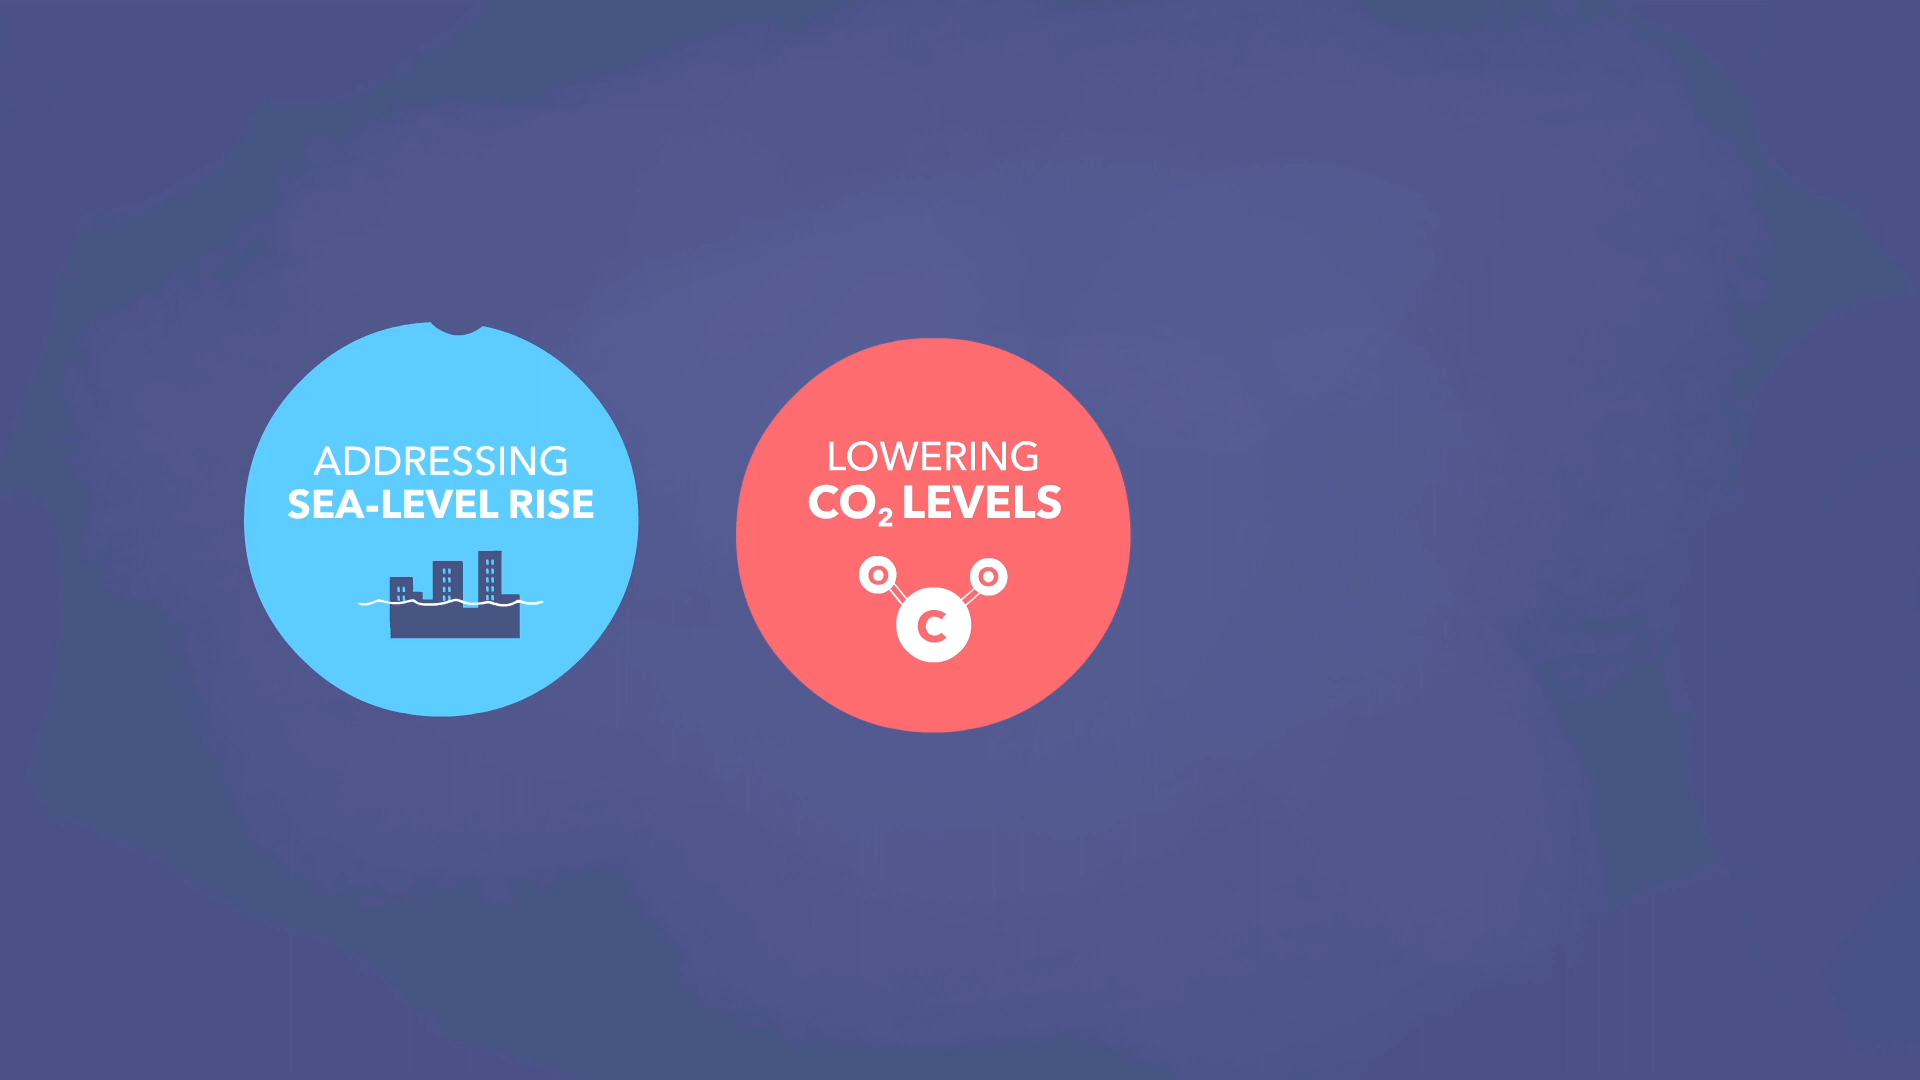 ADDRESSING
SEA-LEVEL RISE
LOWERING
CO₂ LEVELS
O O
C